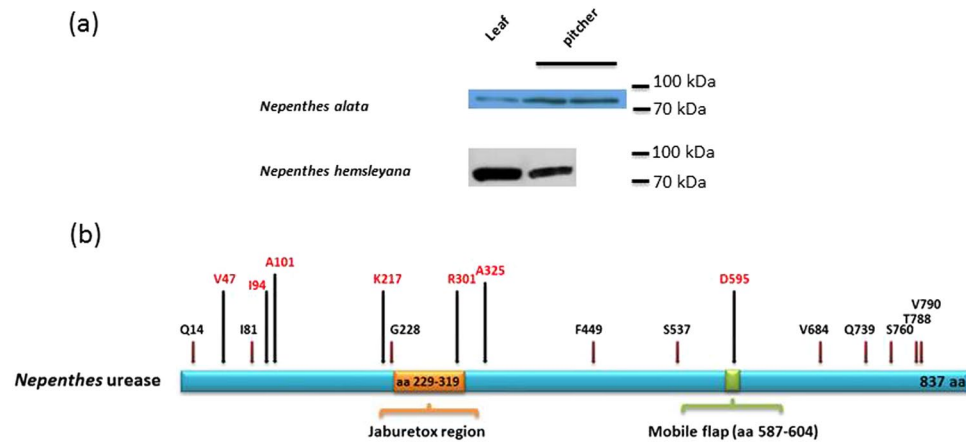 (a)
Leaf
pitcher
Nepenthes alata
100 kDa
70 kDa
Nepenthes hemsleyana
100 kDa
70 kDa
(b)
A101
V47
I94
K217
R301
A325
D595
Q14
I81
G228
F449
S537
V684
Q739
S760
T788
V790
Nepenthes urease
aa 229-319
837 aa
Jaburetox region
Mobile flap (aa 587-604)